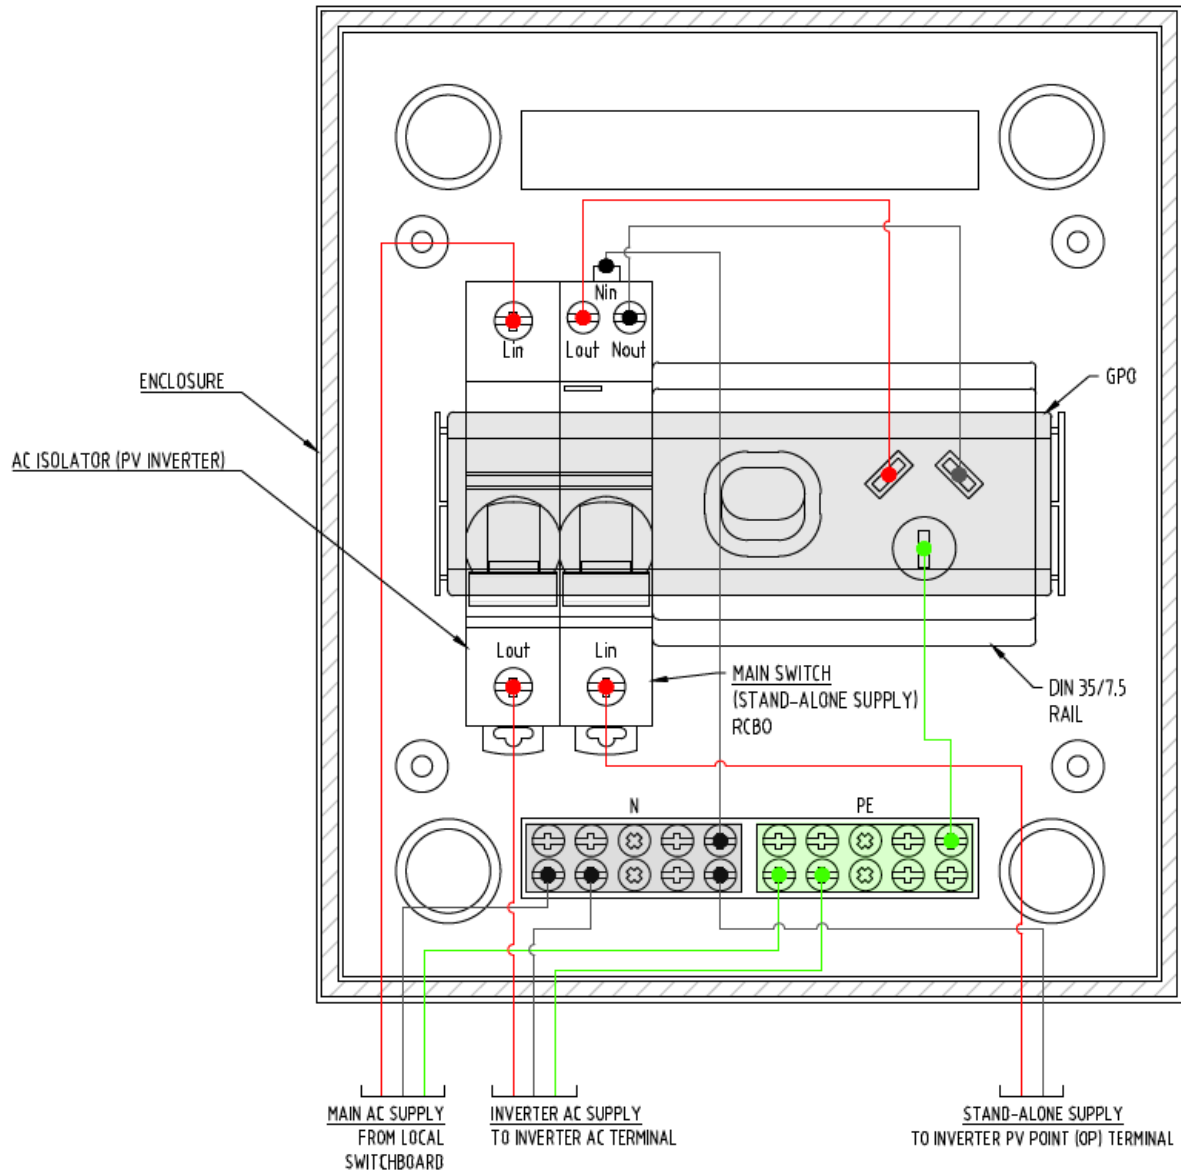 Nin
Lin
Lout
Nout
ENCLOSURE
GPO
AC ISOLATOR (PV INVERTER)
Lout
Lin
MAIN SWITCH
(STAND-ALONE SUPPLY)
RCBO
DIN 35/7.5
RAIL
N
PE
MAIN AC SUPPLY
FROM LOCAL
SWITCHBOARD
INVERTER AC SUPPLY
TO INVERTER AC TERMINAL
STAND-ALONE SUPPLY
TO INVERTER PV POINT (OP) TERMINAL